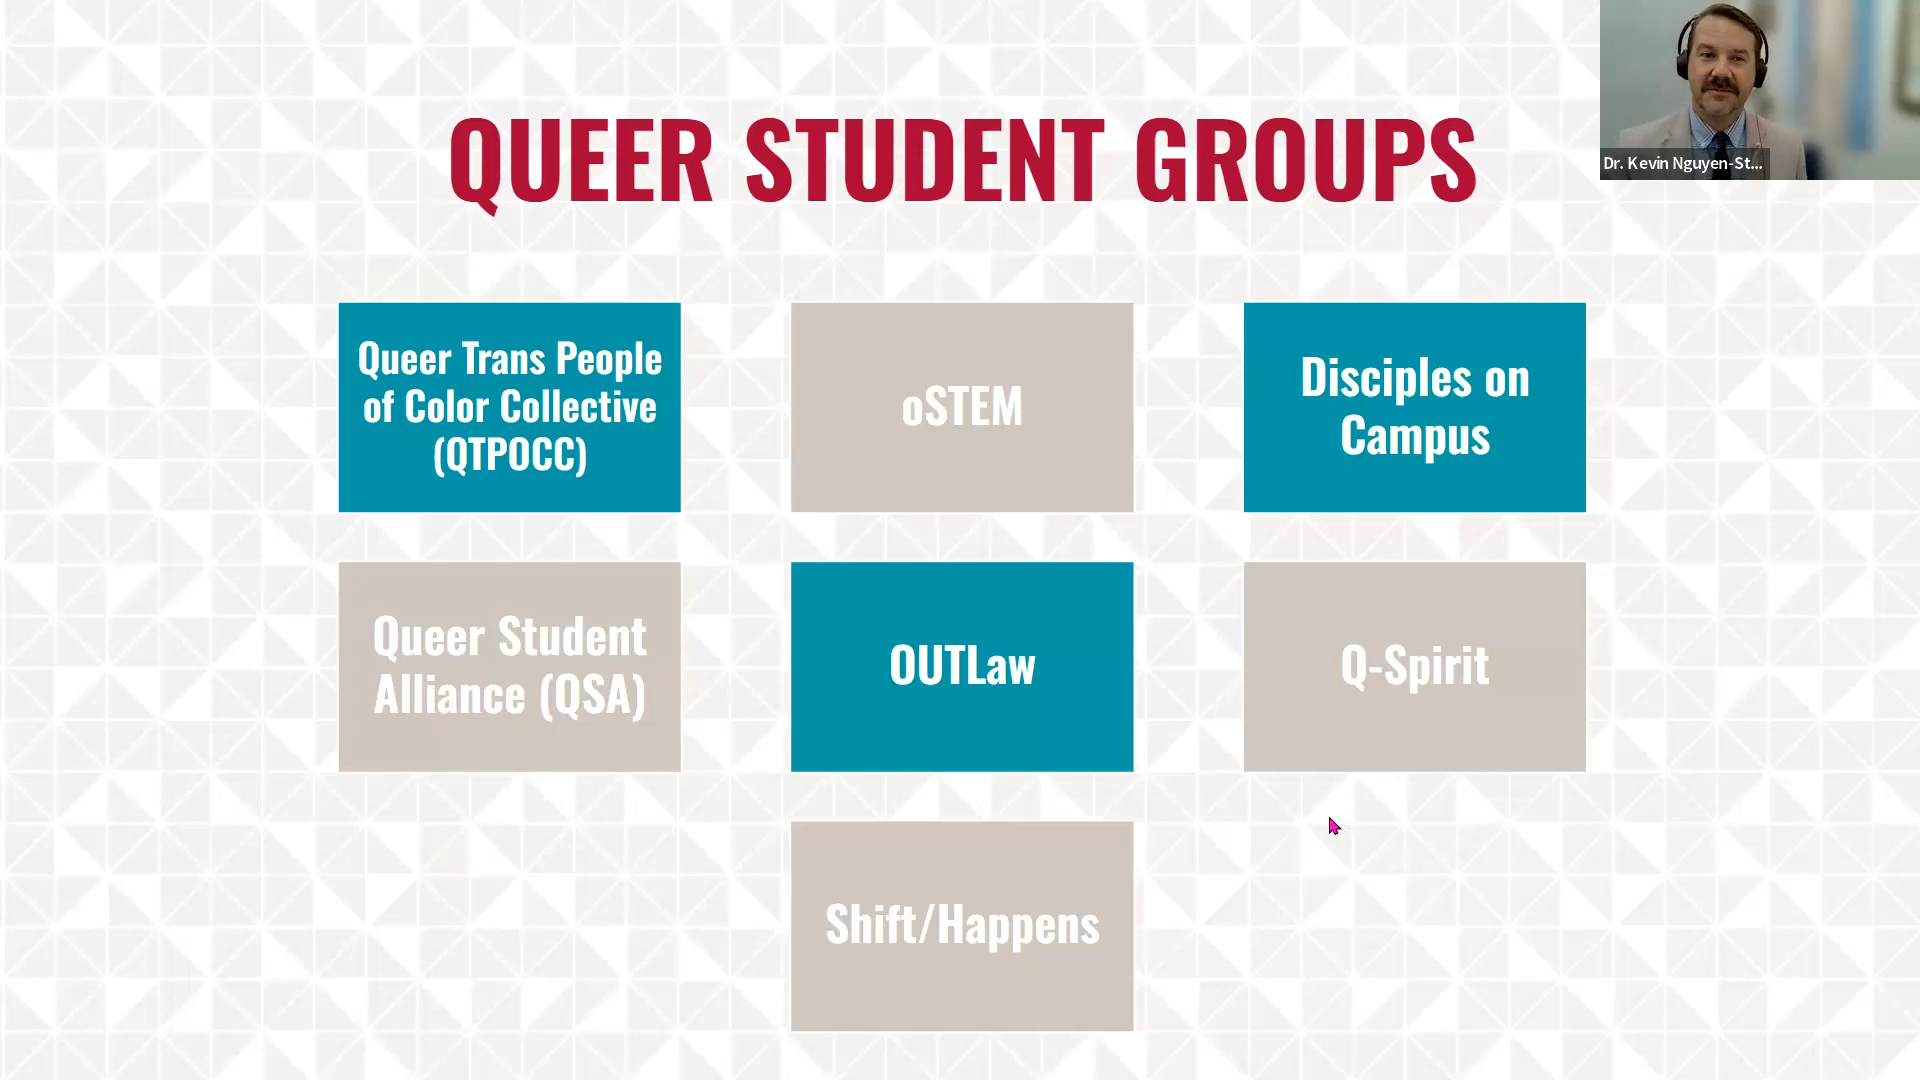 QUEER STUDENT GROUPS
Dr. Kevin Nguyen-St...
Queer Trans People
of Color Collective
(QTPOCC)
oSTEM
Disciples on
Campus
Queer Student
Alliance (QSA)
OUTLaw
Q-Spirit
Shift/Happens